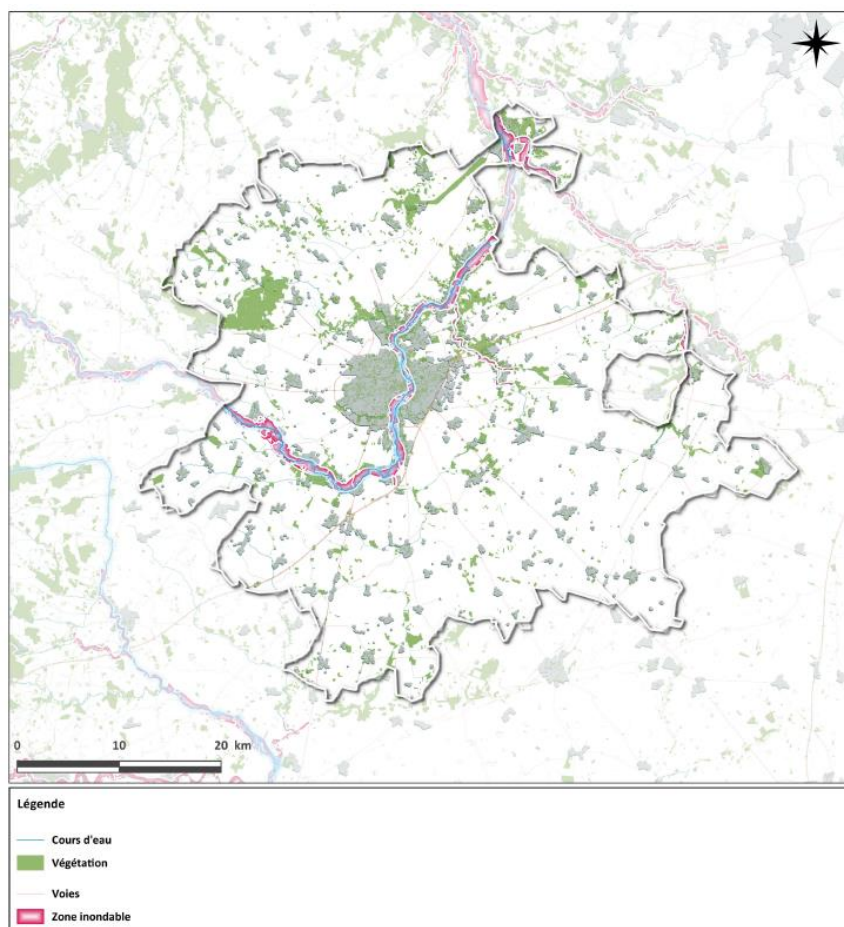 0 10 20 km
Légende
Cours d'eau
Végétation
Voies
Zone inondable